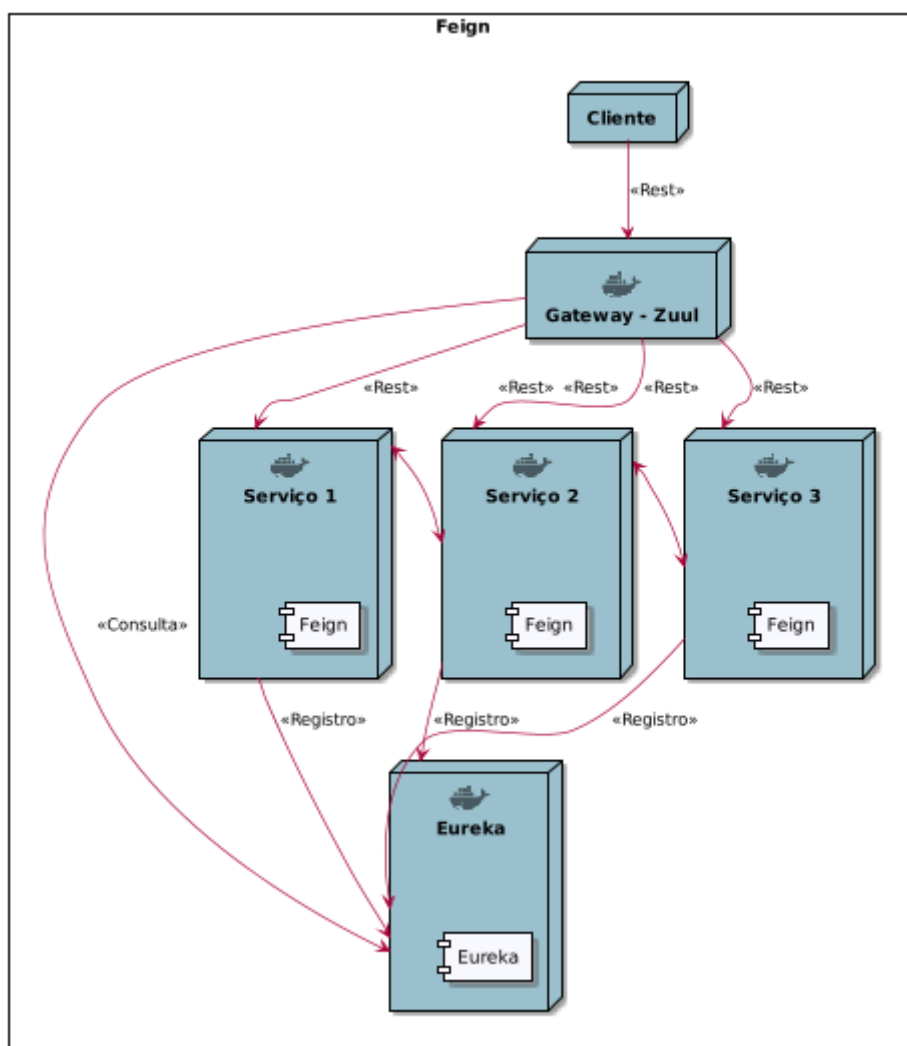 Feign
Cliente
«Rest»
Gateway - Zuul
«Rest»
«Rest»
«Rest»
«Rest»
«Rest»
Serviço 1
Serviço 2
Serviço 3
Feign
Feign
Feign
«Consulta»
«Registro»
«Registro»
«Registro»
Eureka
Eureka